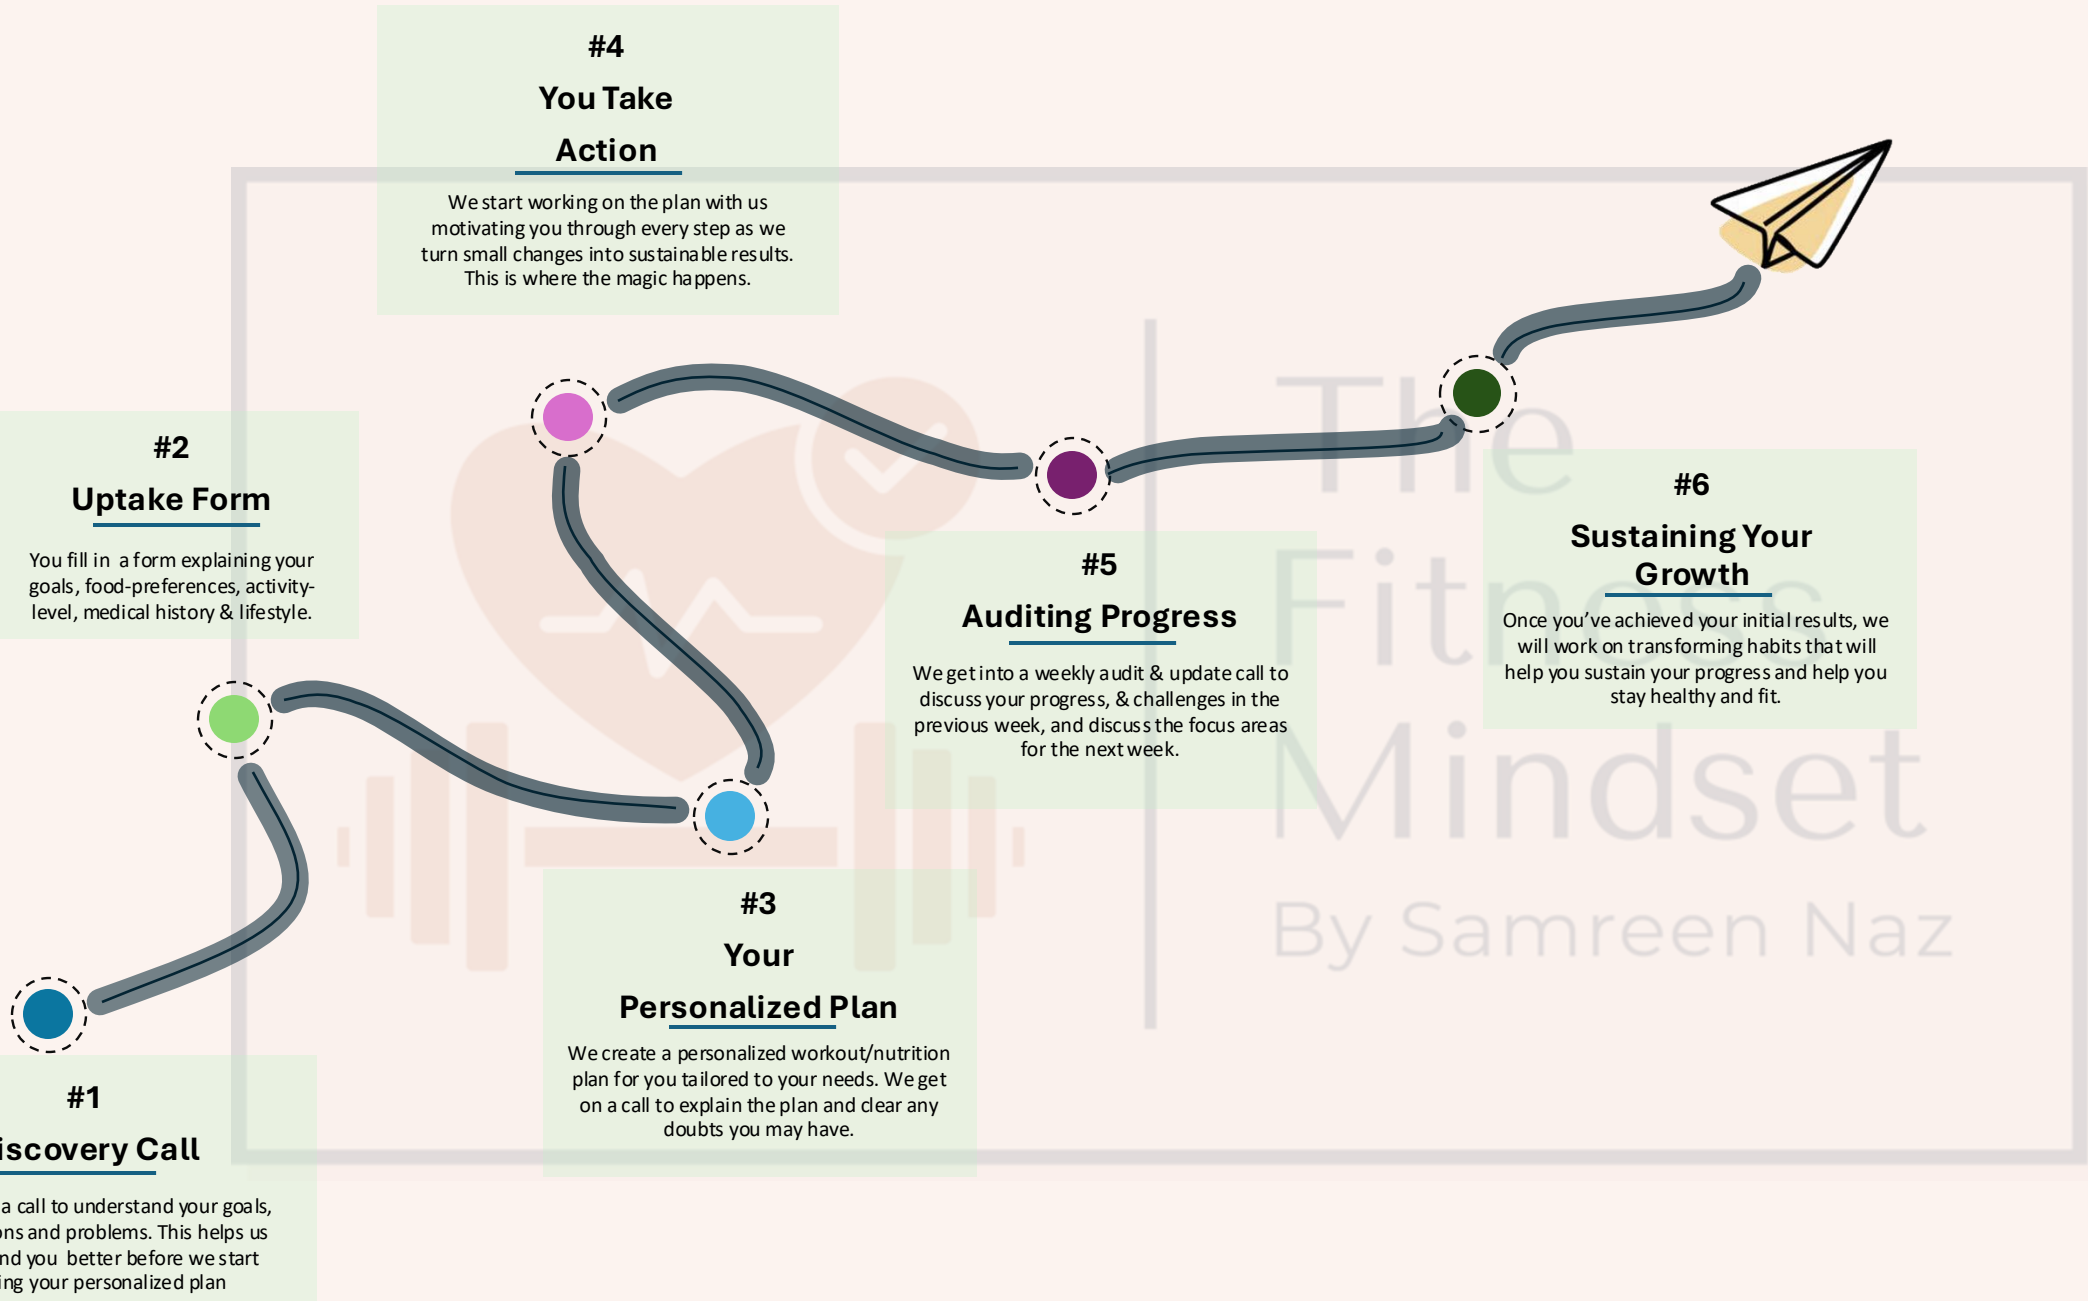 #4
You Take
Action
We start working on the plan with us
motivating you through every step as we
turn small changes into sustainable results.
This is where the magic happens.
#2
Uptake Form
You fill in a form explaining your
goals, food-preferences, activity-
level, medical history & lifestyle.
#6
Sustaining Your
Growth
Once you’ve achieved your initial results, we
will work on transforming habits that will
help you sustain your progress and help you
stay healthy and fit.
#5
Auditing Progress
We get into a weekly audit & update call to
discuss your progress, & challenges in the
previous week, and discuss the focus areas
for the next week.
#3
Your
Personalized Plan
We create a personalized workout/nutrition
plan for you tailored to your needs. We get
on a call to explain the plan and clear any
doubts you may have.
#1
iscovery Call
a call to understand your goals,
ons and problems. This helps us
nd you better before we start
ing your personalized plan
The
Fitness
Mindset
By Samreen Naz